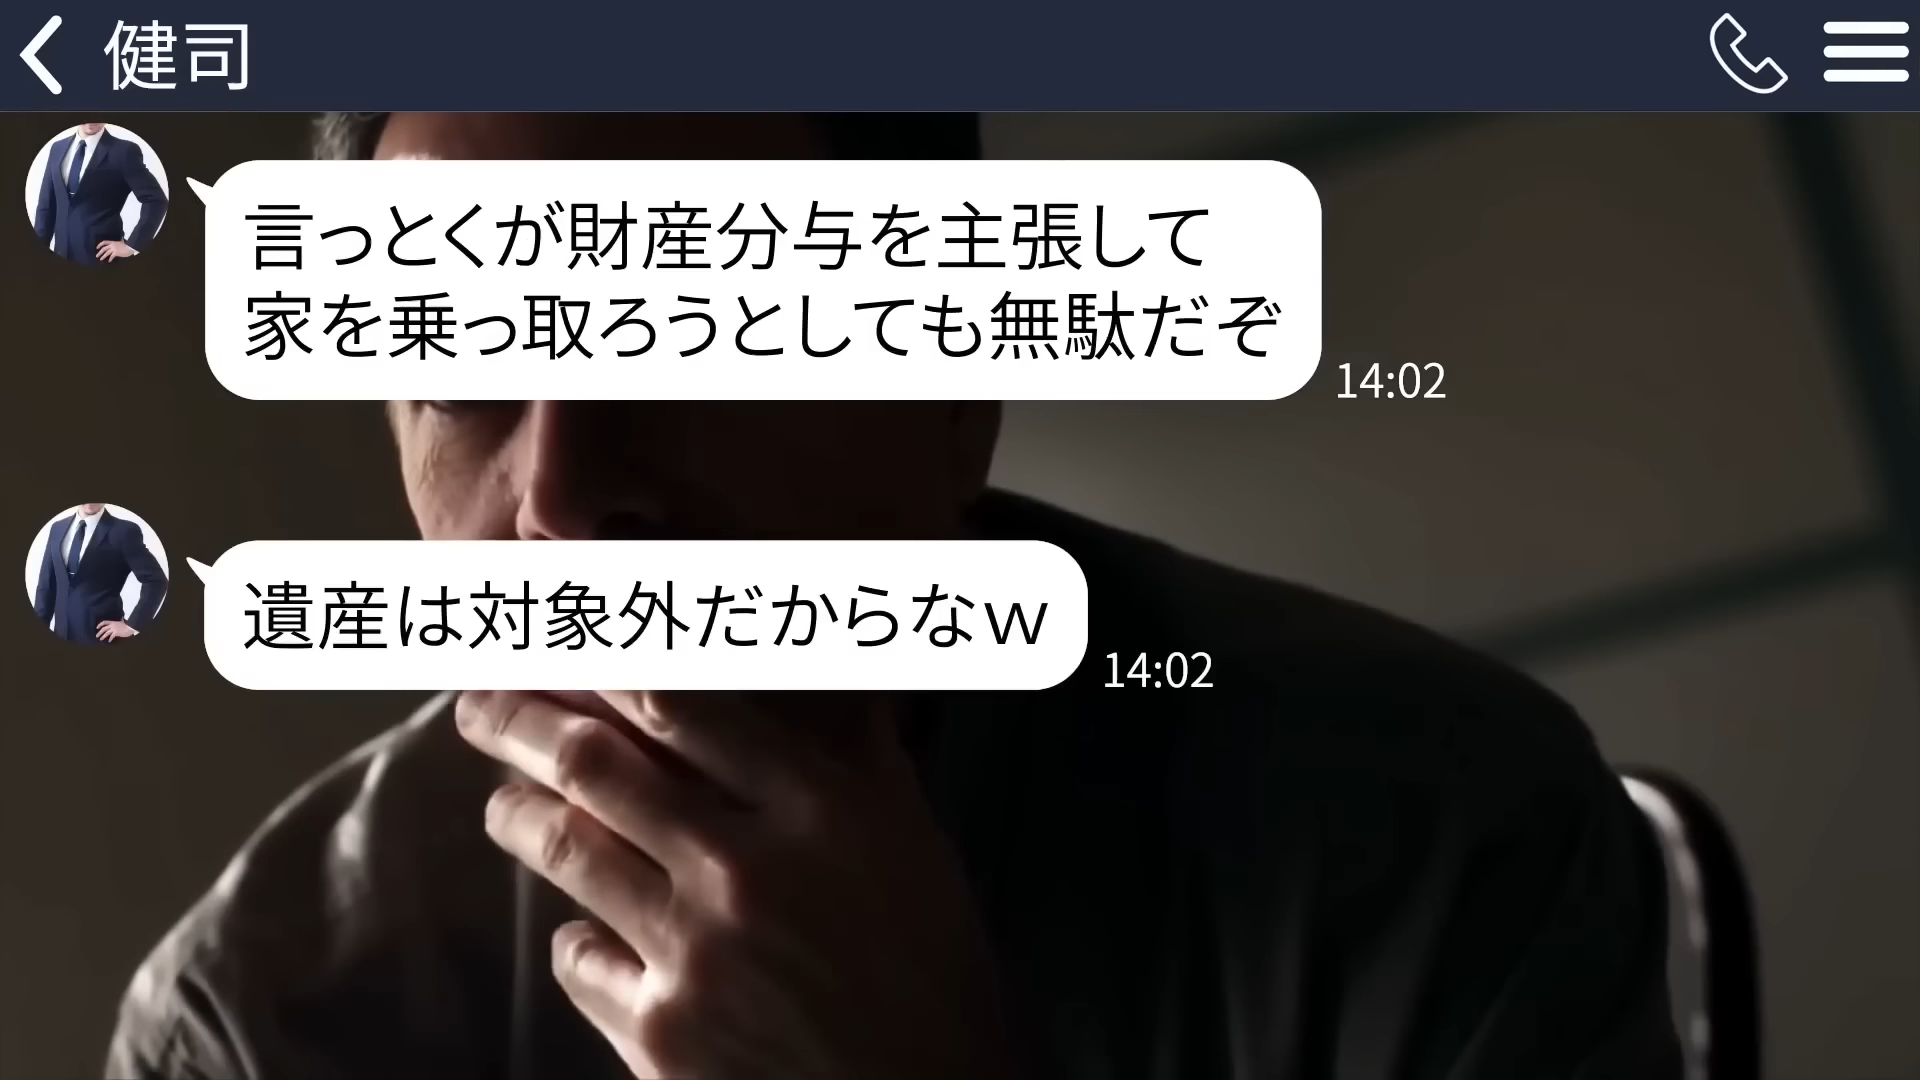 健司
言っとくが財産分与を主張して
家を乗っ取ろうとしても無駄だぞ
14:02
遺産は対象外だからなｗ
14:02